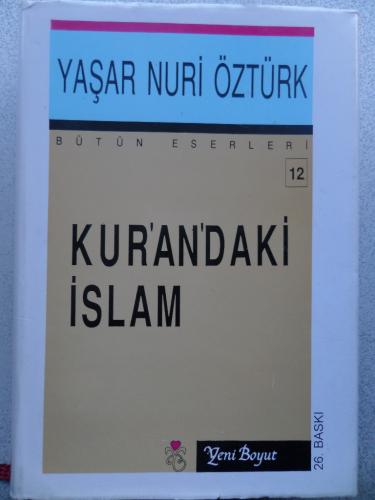 YAŞAR NURİ ÖZTÜRK
BÜTÜN ESERLERİ
12
KUR'AN'DAKİ
İSLAM
Yeni Boyut
26. BASKI